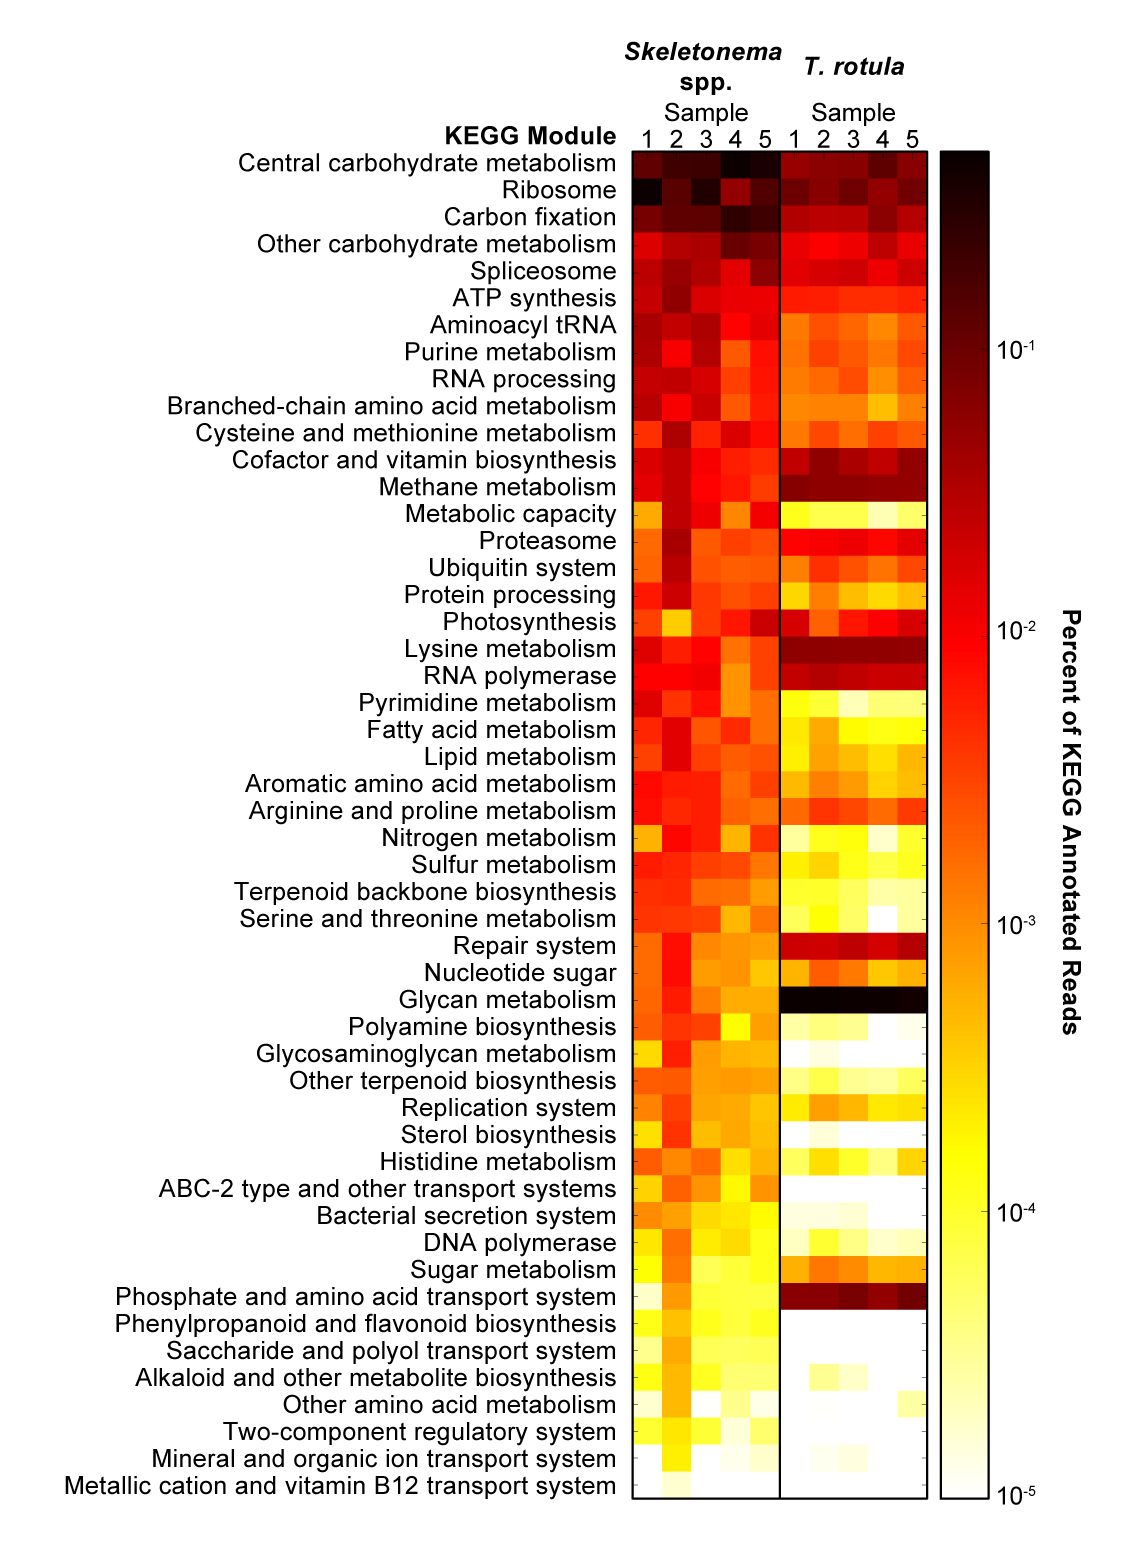 Skeletonema
spp.
T. rotula
Sample
Sample
KEGG Module
1 2 3 4 5 1 2 3 4 5
Central carbohydrate metabolism
Ribosome
Carbon fixation
Other carbohydrate metabolism
Spliceosome
ATP synthesis
Aminoacyl tRNA
Purine metabolism
RNA processing
Branched-chain amino acid metabolism
Cysteine and methionine metabolism
Cofactor and vitamin biosynthesis
Methane metabolism
Metabolic capacity
Proteasome
Ubiquitin system
Protein processing
Photosynthesis
Lysine metabolism
RNA polymerase
Pyrimidine metabolism
Fatty acid metabolism
Lipid metabolism
Aromatic amino acid metabolism
Arginine and proline metabolism
Nitrogen metabolism
Sulfur metabolism
Terpenoid backbone biosynthesis
Serine and threonine metabolism
Repair system
Nucleotide sugar
Glycan metabolism
Polyamine biosynthesis
Glycosaminoglycan metabolism
Other terpenoid biosynthesis
Replication system
Sterol biosynthesis
Histidine metabolism
ABC-2 type and other transport systems
Bacterial secretion system
DNA polymerase
Sugar metabolism
Phosphate and amino acid transport system
Phenylpropanoid and flavonoid biosynthesis
Saccharide and polyol transport system
Alkaloid and other metabolite biosynthesis
Other amino acid metabolism
Two-component regulatory system
Mineral and organic ion transport system
Metallic cation and vitamin B12 transport system
10⁻¹
10⁻²
10⁻³
10⁻⁴
10⁻⁵
Percent of KEGG Annotated Reads